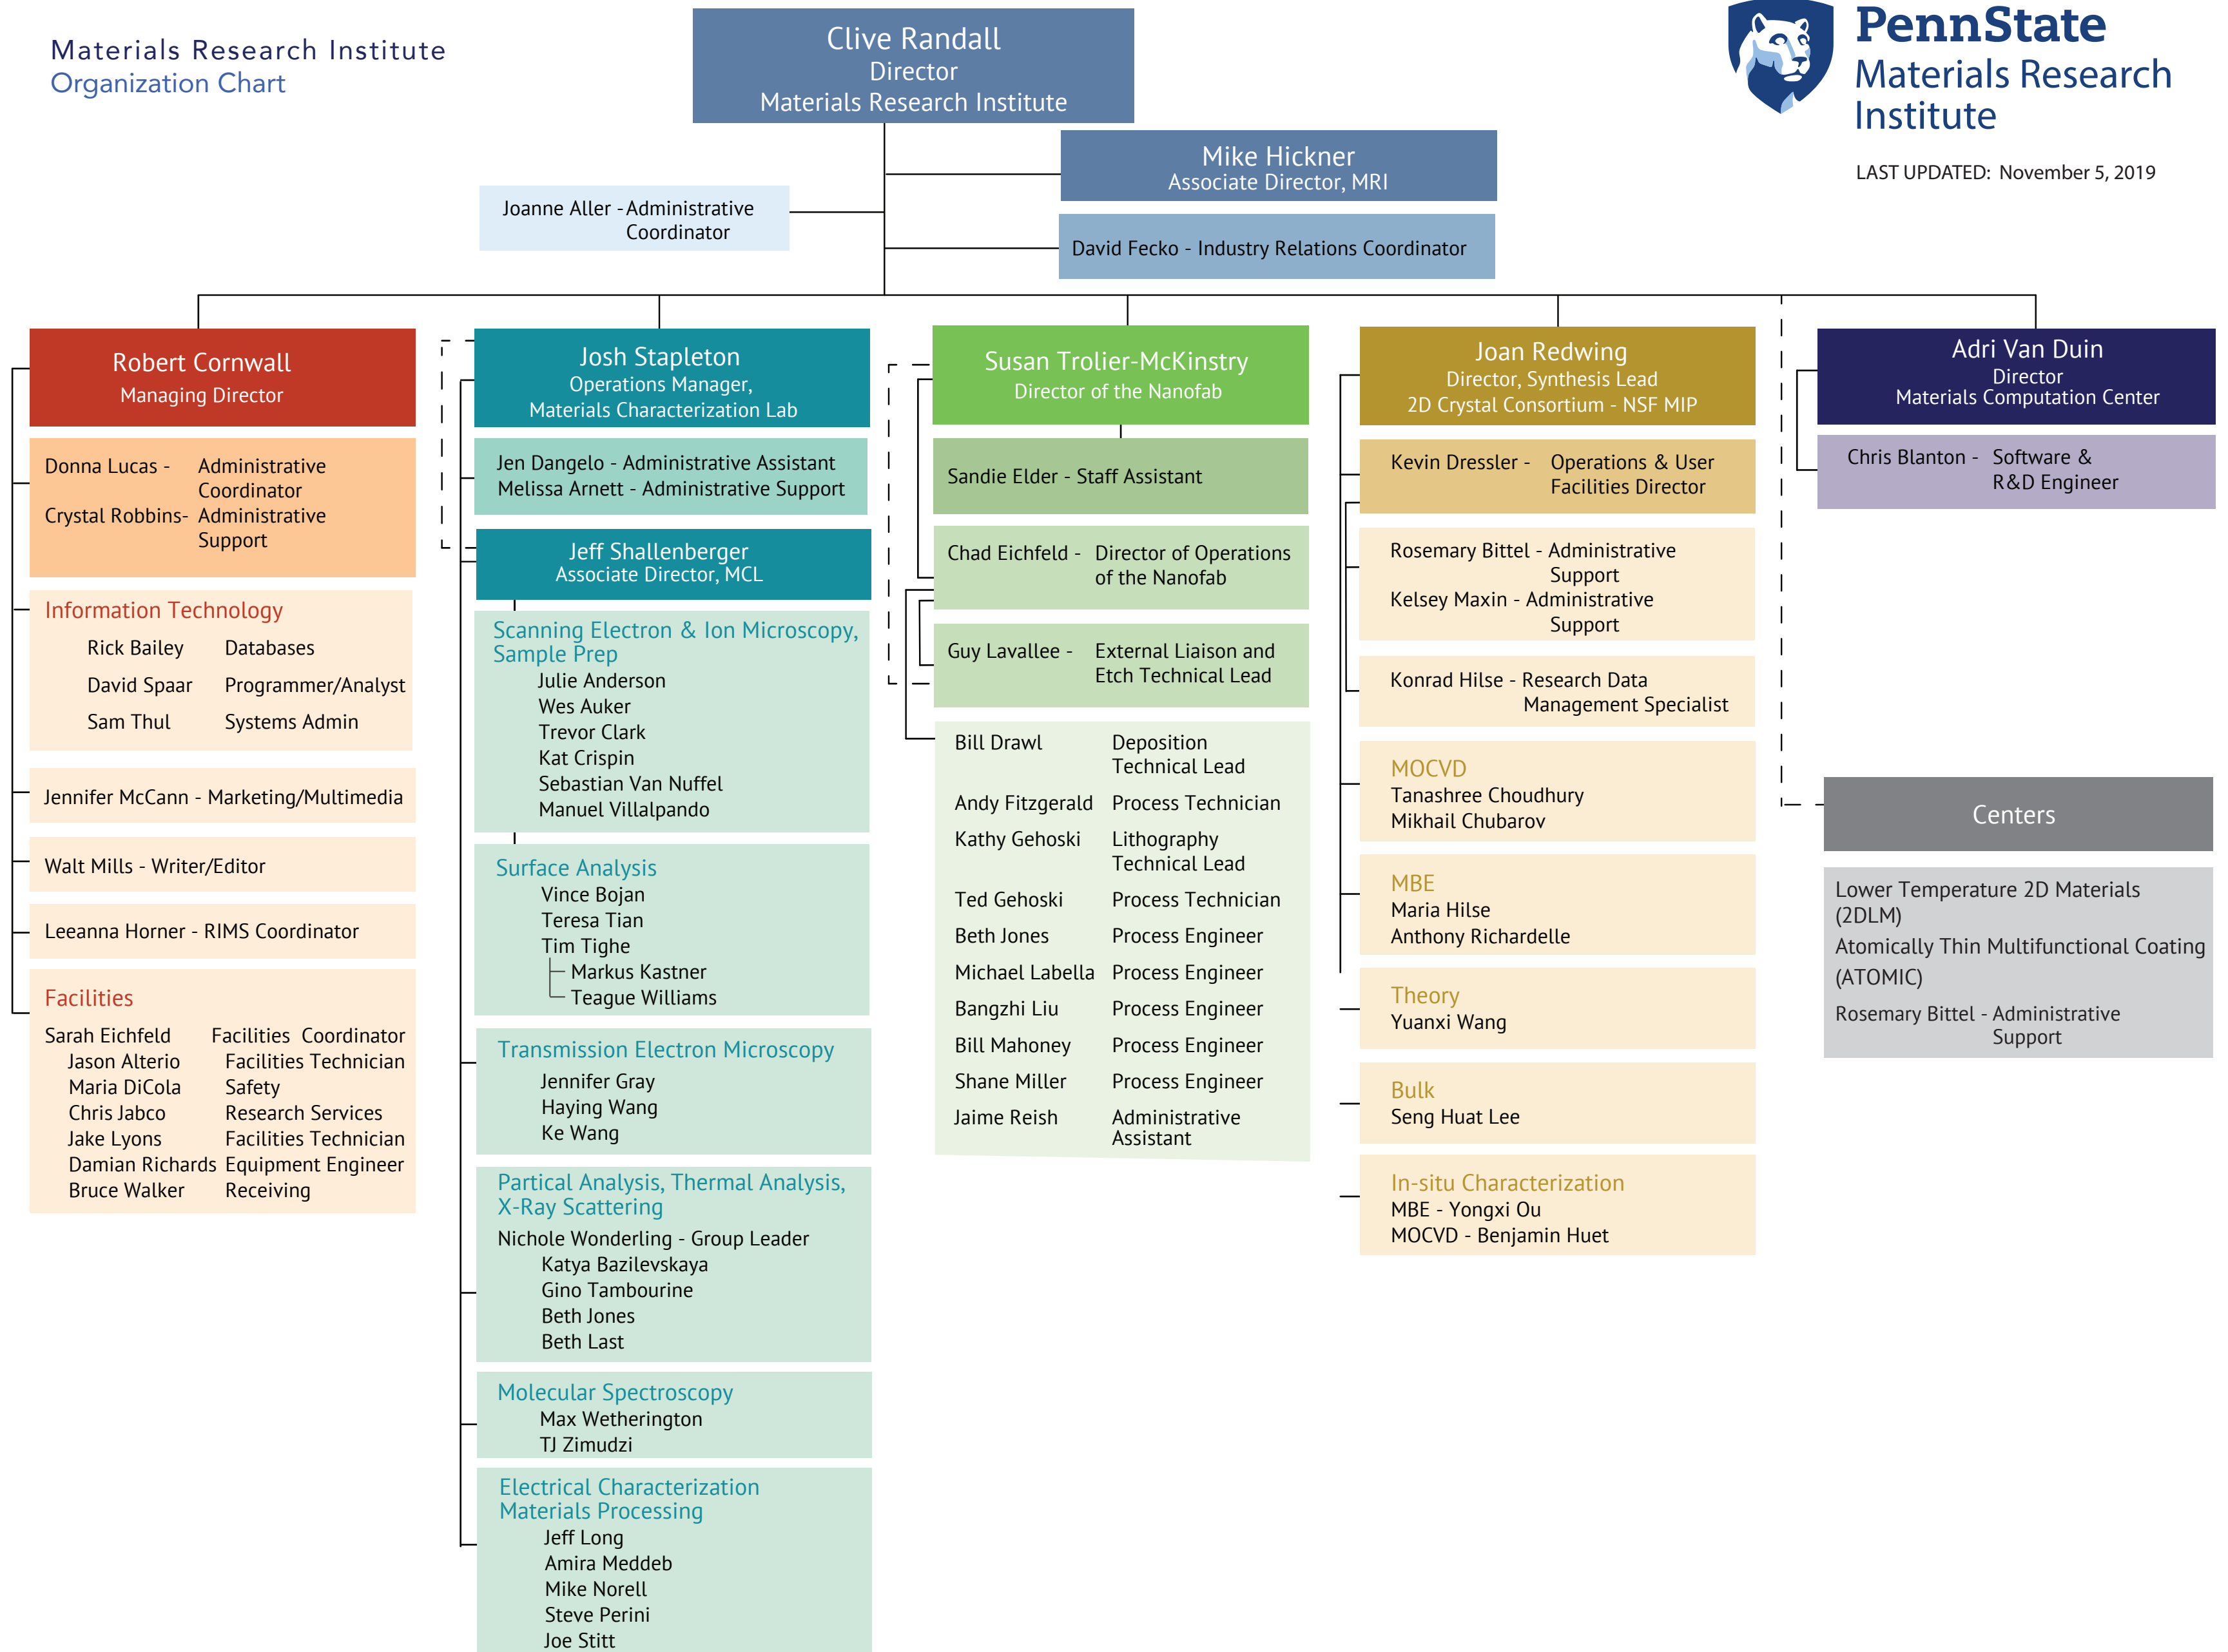 Materials Research Institute
Organization Chart
Clive Randall
Director
Materials Research Institute
PennState
Materials Research
Institute
LAST UPDATED: November 5, 2019
Mike Hickner
Associate Director, MRI
Joanne Aller - Administrative
Coordinator
David Fecko - Industry Relations Coordinator
Robert Cornwall
Managing Director
Donna Lucas - Administrative
Coordinator
Crystal Robbins- Administrative
Support
Information Technology
Rick Bailey Databases
David Spaar Programmer/Analyst
Sam Thul Systems Admin
Jennifer McCann - Marketing/Multimedia
Walt Mills - Writer/Editor
Leeanna Horner - RIMS Coordinator
Facilities
Sarah Eichfeld Facilities Coordinator
Jason Alterio Facilities Technician
Maria DiCola Safety
Chris Jabco Research Services
Jake Lyons Facilities Technician
Damian Richards Equipment Engineer
Bruce Walker Receiving
Josh Stapleton
Operations Manager,
Materials Characterization Lab
Jen Dangelo - Administrative Assistant
Melissa Arnett - Administrative Support
Jeff Shallenberger
Associate Director, MCL
Scanning Electron & Ion Microscopy,
Sample Prep
Julie Anderson
Wes Auker
Trevor Clark
Kat Crispin
Sebastian Van Nuffel
Manuel Villalpando
Surface Analysis
Vince Bojan
Teresa Tian
Tim Tighe
Markus Kastner
Teague Williams
Transmission Electron Microscopy
Jennifer Gray
Haying Wang
Ke Wang
Partical Analysis, Thermal Analysis,
X-Ray Scattering
Nichole Wonderling - Group Leader
Katya Bazilevskaya
Gino Tambourine
Beth Jones
Beth Last
Molecular Spectroscopy
Max Wetherington
TJ Zimudzi
Electrical Characterization
Materials Processing
Jeff Long
Amira Meddeb
Mike Norell
Steve Perini
Joe Stitt
Susan Trolier-McKinstry
Director of the Nanofab
Sandie Elder - Staff Assistant
Chad Eichfeld - Director of Operations
of the Nanofab
Guy Lavallee - External Liaison and
Etch Technical Lead
Bill Drawl Deposition
Technical Lead
Andy Fitzgerald Process Technician
Kathy Gehoski Lithography
Technical Lead
Ted Gehoski Process Technician
Beth Jones Process Engineer
Michael Labella Process Engineer
Bangzhi Liu Process Engineer
Bill Mahoney Process Engineer
Shane Miller Process Engineer
Jaime Reish Administrative
Assistant
Joan Redwing
Director, Synthesis Lead
2D Crystal Consortium - NSF MIP
Kevin Dressler - Operations & User
Facilities Director
Rosemary Bittel - Administrative
Support
Kelsey Maxin - Administrative
Support
Konrad Hilse - Research Data
Management Specialist
MOCVD
Tanashree Choudhury
Mikhail Chubarov
MBE
Maria Hilse
Anthony Richardelle
Theory
Yuanxi Wang
Bulk
Seng Huat Lee
In-situ Characterization
MBE - Yongxi Ou
MOCVD - Benjamin Huet
Adri Van Duin
Director
Materials Computation Center
Chris Blanton - Software &
R&D Engineer
Centers
Lower Temperature 2D Materials
(2DLM)
Atomically Thin Multifunctional Coating
(ATOMIC)
Rosemary Bittel - Administrative
Support